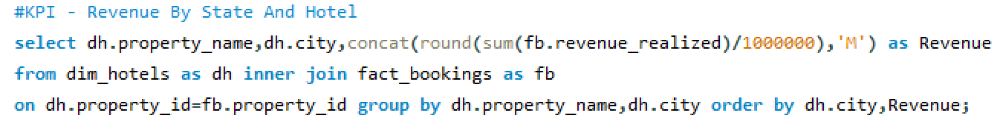 #KPI - Revenue By State And Hotel
select dh.property_name,dh.city,concat(round(sum(fb.revenue_realized)/1000000),'M') as Revenue
from dim_hotels as dh inner join fact_bookings as fb
on dh.property_id=fb.property_id group by dh.property_name,dh.city order by dh.city,Revenue;